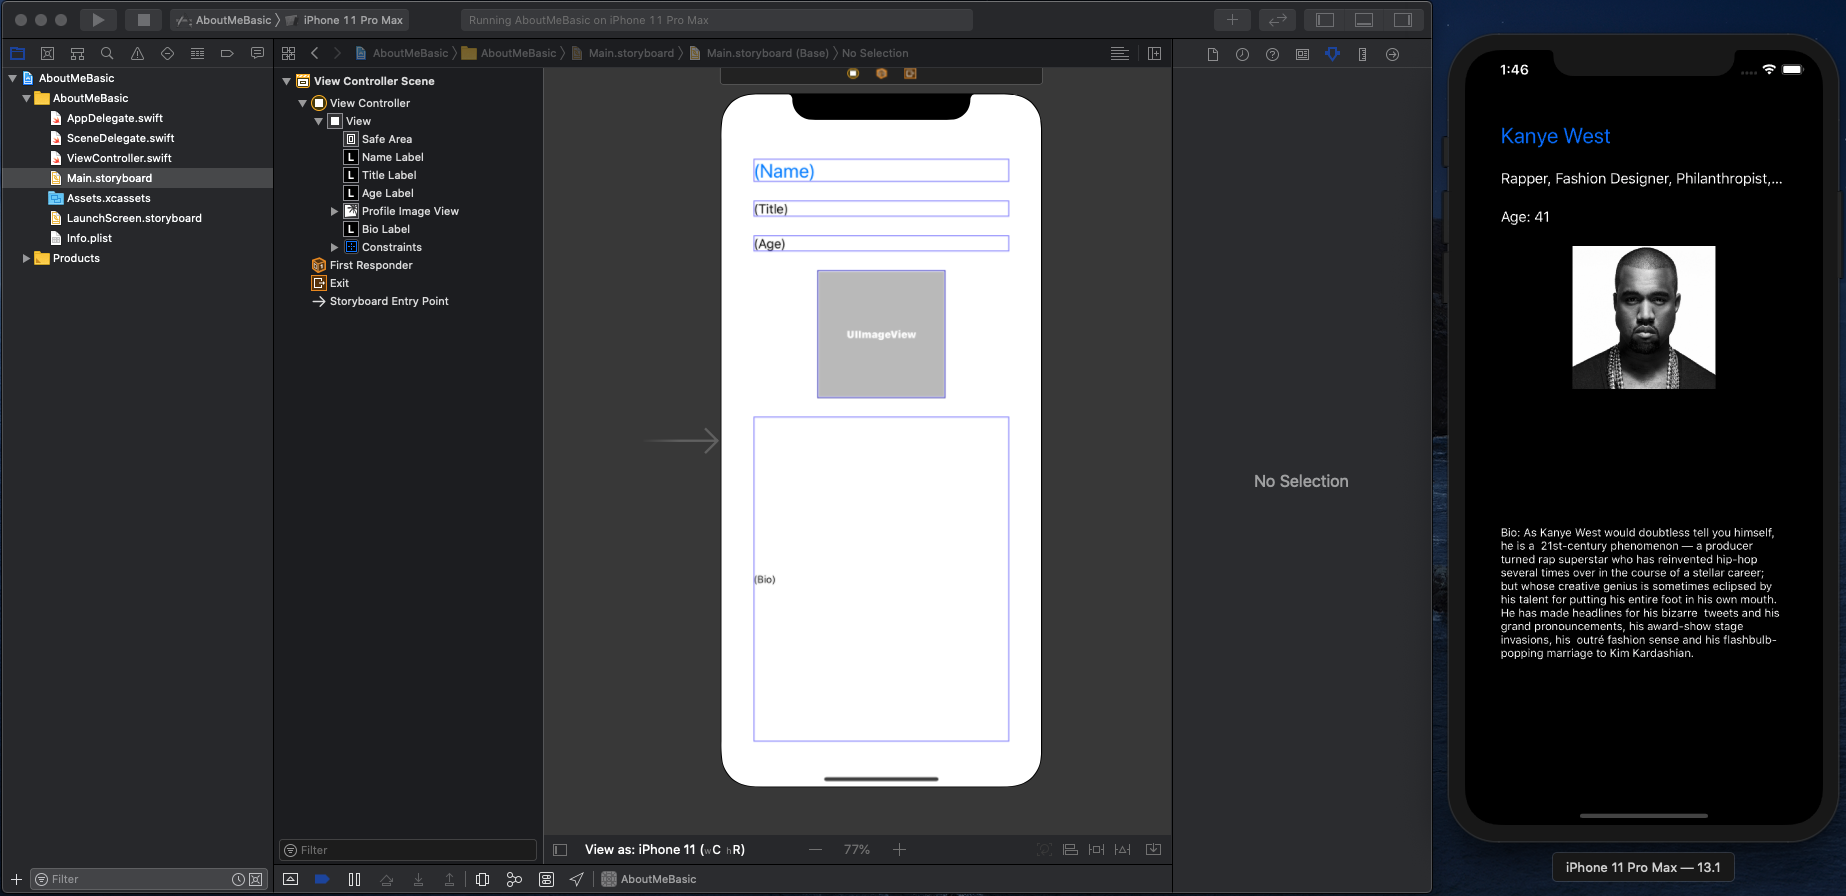 AboutMeBasic
iPhone 11 Pro Max
Running AboutMeBasic on iPhone 11 Pro Max
AboutMeBasic
AboutMeBasic
Main.storyboard
Main.storyboard (Base)
No Selection
AboutMeBasic
AboutMeBasic
AppDelegate.swift
SceneDelegate.swift
ViewController.swift
Main.storyboard
Assets.xcassets
LaunchScreen.storyboard
Info.plist
Products
Filter
View Controller Scene
View Controller
View
Safe Area
L Name Label
L Title Label
L Age Label
Profile Image View
L Bio Label
Constraints
First Responder
Exit
Storyboard Entry Point
Filter
(Name)
(Title)
(Age)
UIImageView
(Bio)
View as: iPhone 11 (wC hR)
77%
AboutMeBasic
No Selection
1:46
Kanye West
Rapper, Fashion Designer, Philanthropist,...
Age: 41
Bio: As Kanye West would doubtless tell you himself,
he is a 21st-century phenomenon — a producer
turned rap superstar who has reinvented hip-hop
several times over in the course of a stellar career;
but whose creative genius is sometimes eclipsed by
his talent for putting his entire foot in his own mouth.
He has made headlines for his bizarre tweets and his
grand pronouncements, his award-show stage
invasions, his outré fashion sense and his flashbulb-
popping marriage to Kim Kardashian.
iPhone 11 Pro Max — 13.1